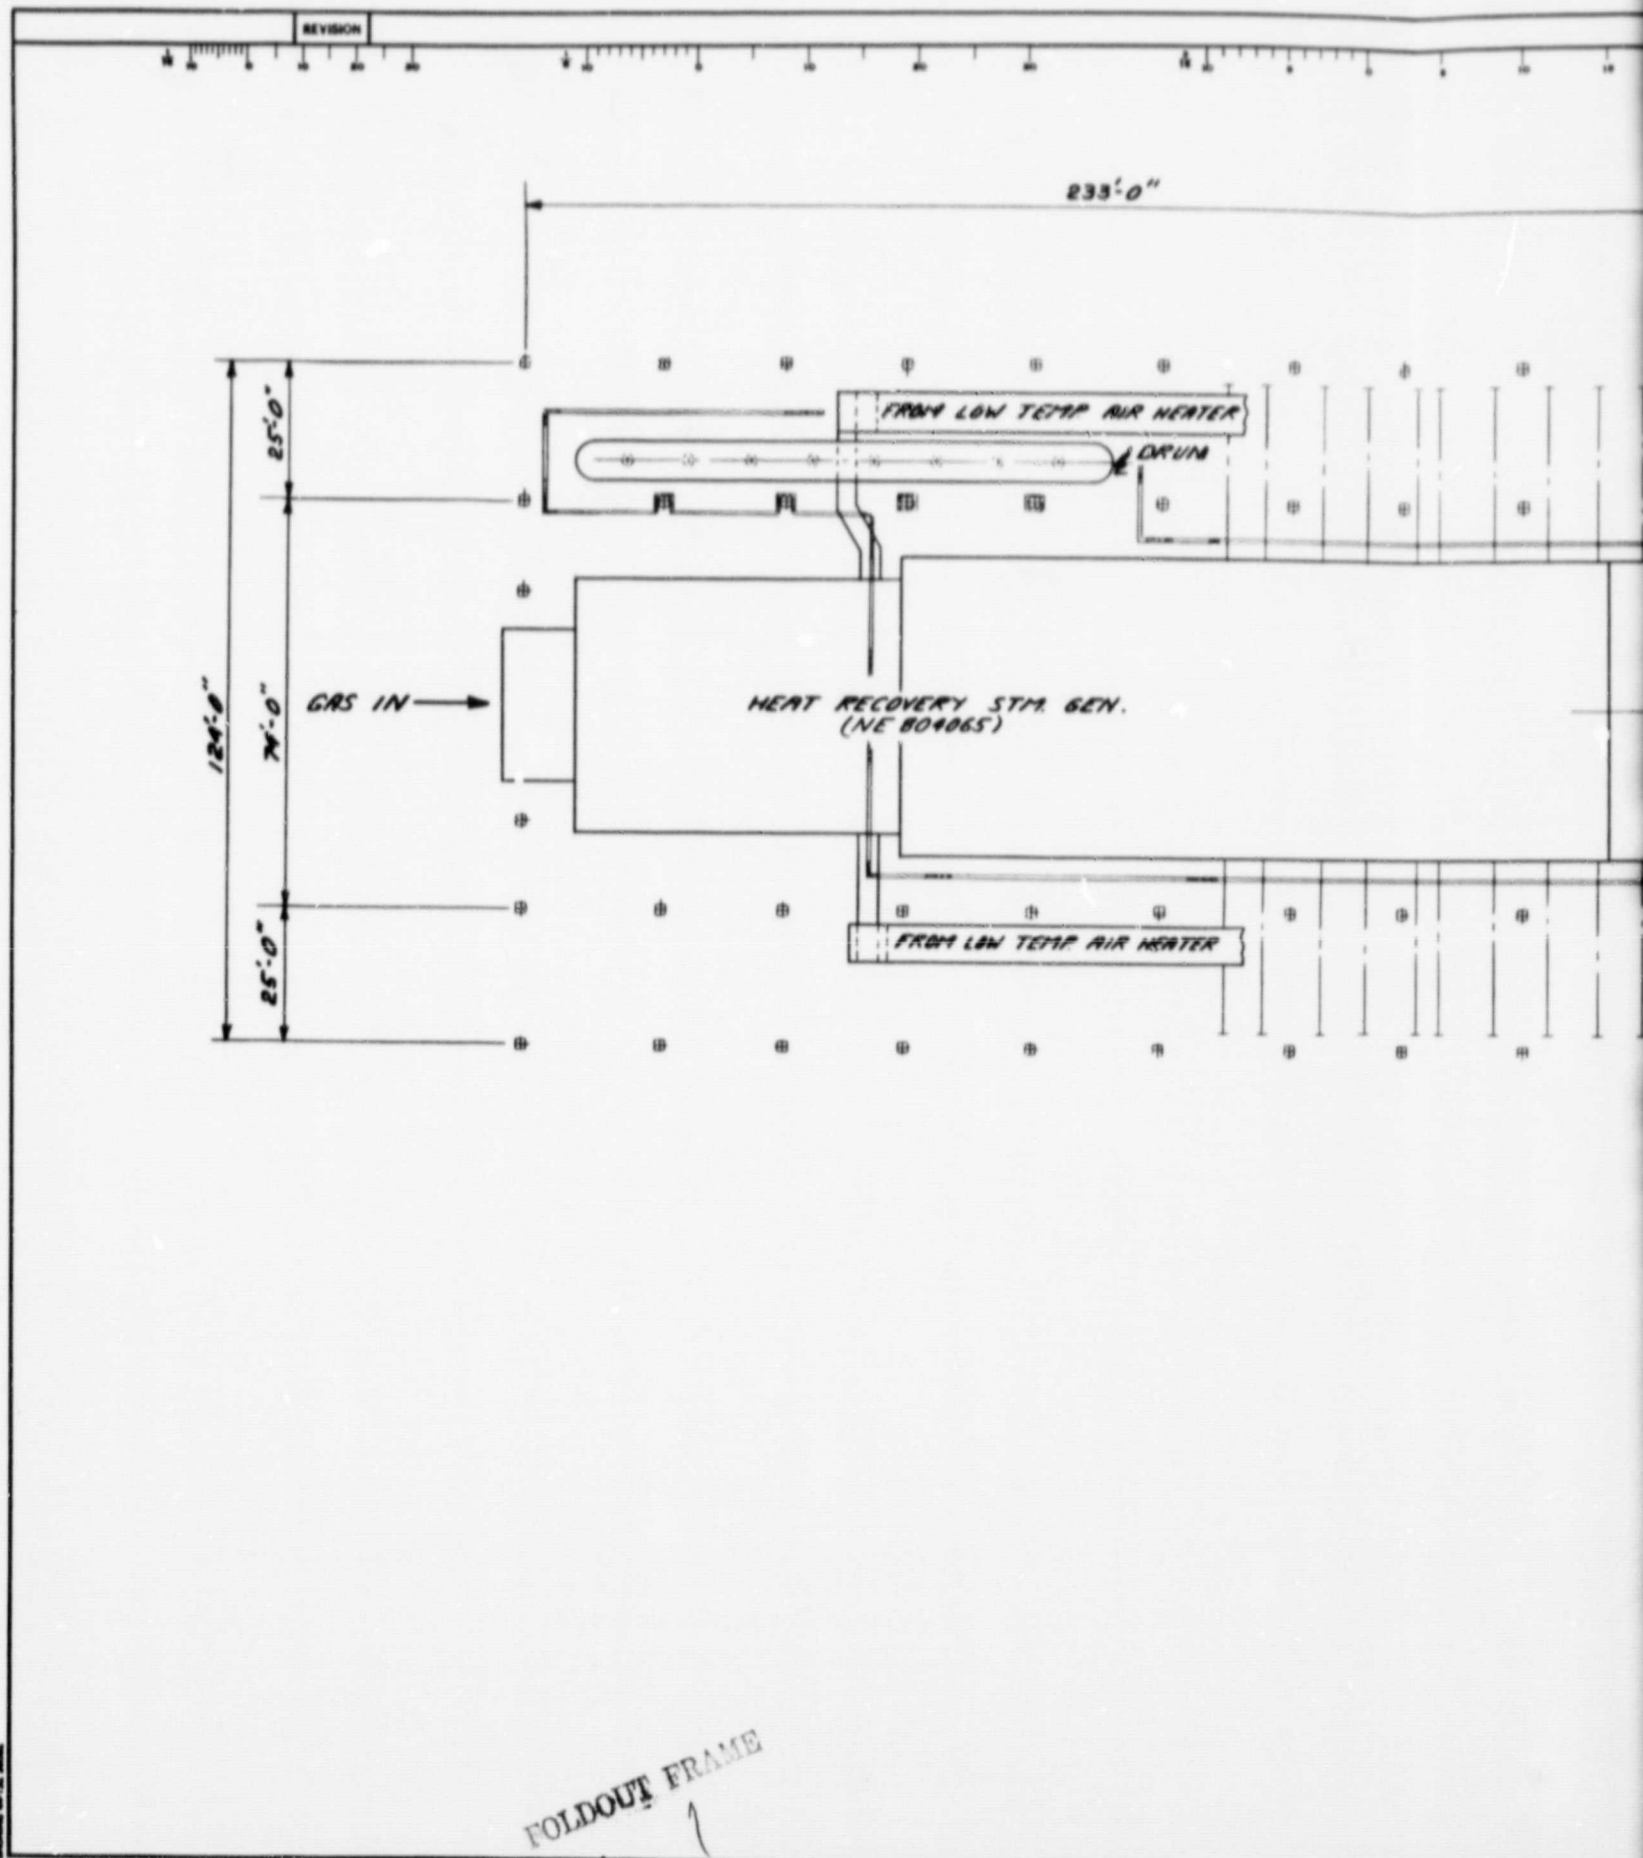 REVISION
233'-0"
25'-0"
FROM LOW TEMP AIR HEATER
DRUM
124'-0"
74'-0"
GAS IN
HEAT RECOVERY STM. GEN.
(NE 804065)
25'-0"
FROM LOW TEMP AIR HEATER
FOLDOUT FRAME
1